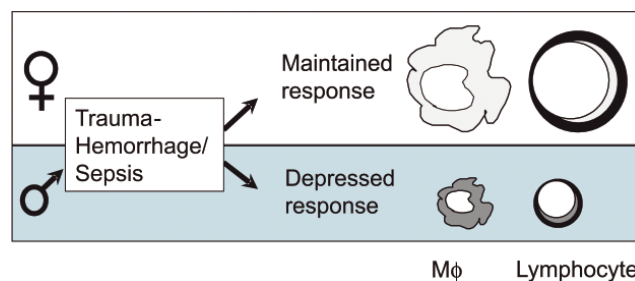 Maintained
response
Trauma-
Hemorrhage/
Sepsis
Depressed
response
Mϕ
Lymphocyte